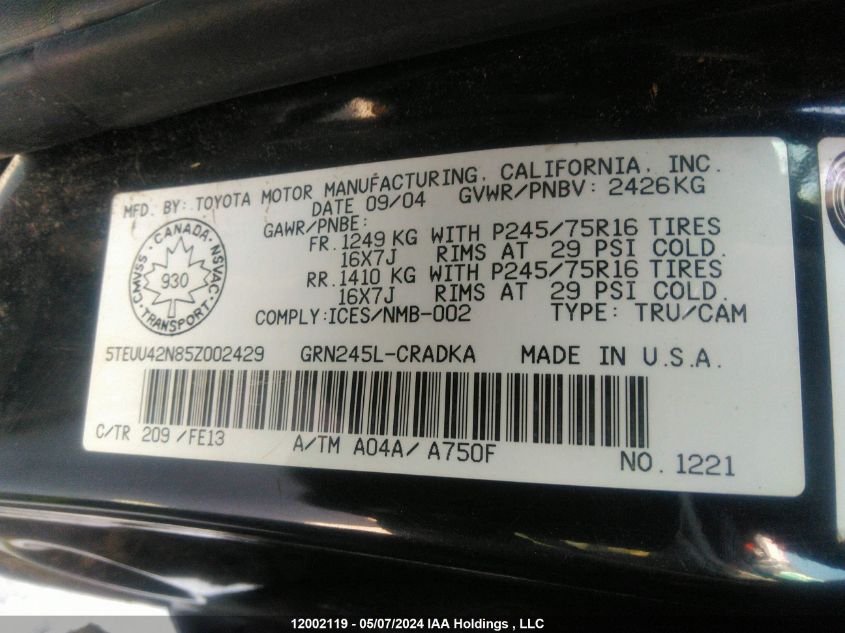 MFD. BY: TOYOTA MOTOR MANUFACTURING, CALIFORNIA, INC.
DATE 09/04 GVWR/PNBV: 2426KG
GAWR/PNBE:
FR. 1249 KG WITH P245/75R16 TIRES
16X7J RIMS AT 29 PSI COLD.
RR. 1410 KG WITH P245/75R16 TIRES
16X7J RIMS AT 29 PSI COLD.
CANADA
CMVSS · NSVAC
930
TRANSPORT
COMPLY:ICES/NMB-002 TYPE: TRU/CAM
5TEUU42N85Z002429 GRN245L-CRADKA MADE IN U.S.A.
C/TR 209 /FE13 A/TM A04A/ A750F NO. 1221
12002119 - 05/07/2024 IAA Holdings , LLC